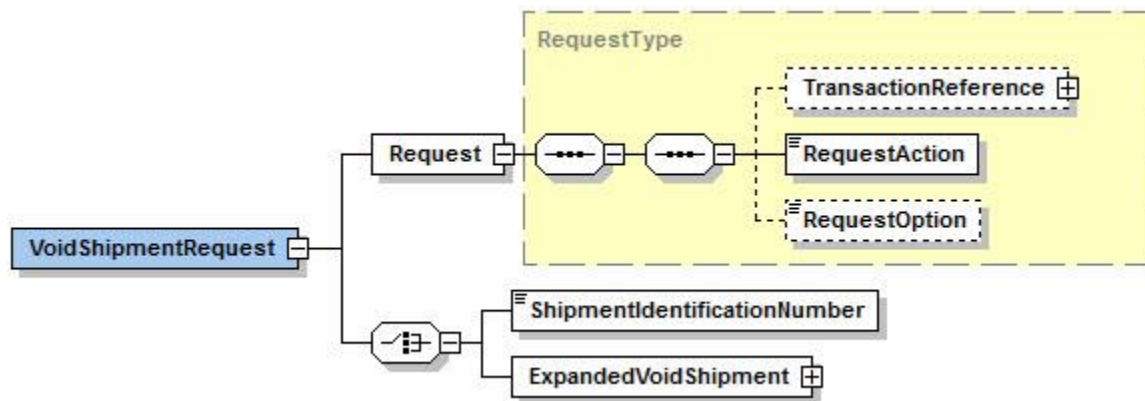 RequestType
TransactionReference
Request
RequestAction
RequestOption
VoidShipmentRequest
ShipmentIdentificationNumber
ExpandedVoidShipment